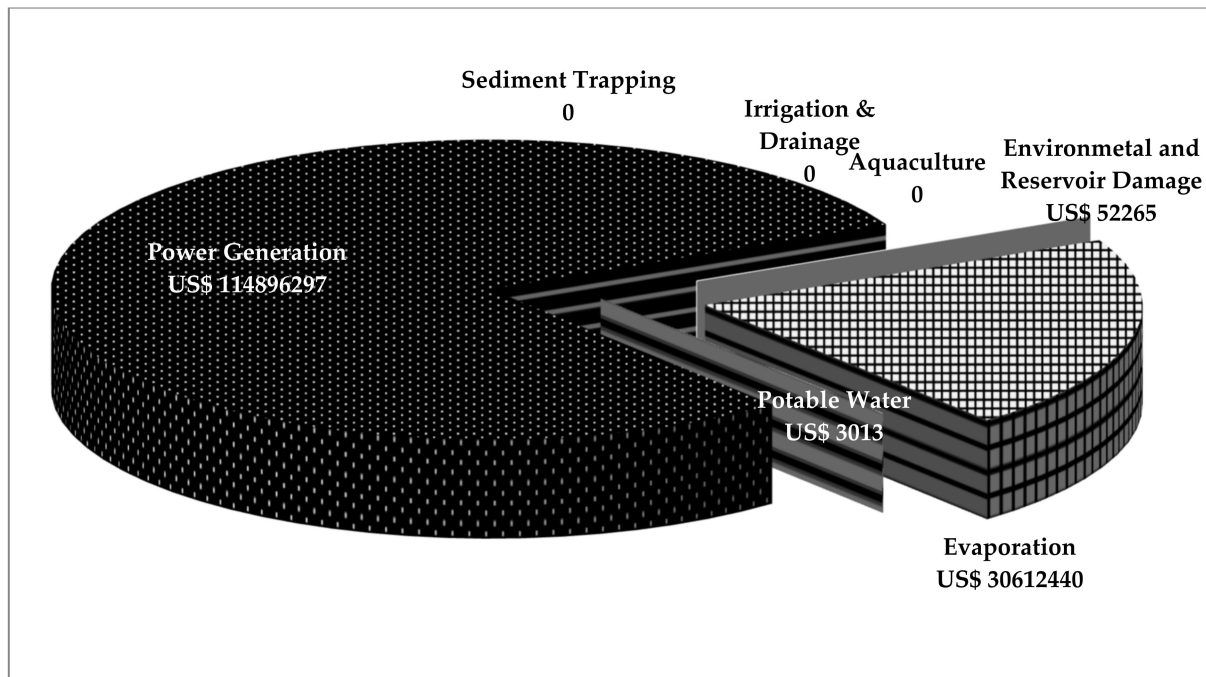 Sediment Trapping
0
Irrigation &
Drainage
0
Aquaculture
0
Environmetal and
Reservoir Damage
US$ 52265
Power Generation
US$ 114896297
Potable Water
US$ 3013
Evaporation
US$ 30612440